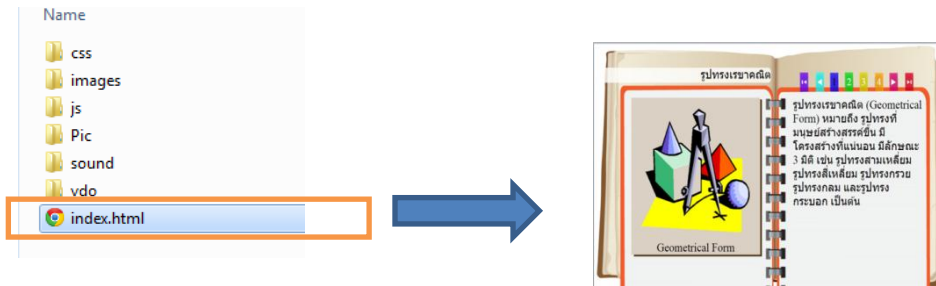 Name
css
images
js
Pic
sound
vdo
index.html
รูปทรงเรขาคณิต
1 2 3 4
Geometrical Form
รูปทรงเรขาคณิต (Geometrical
Form) หมายถึง รูปทรงที่
มนุษย์สร้างสรรค์ขึ้น มี
โครงสร้างที่แน่นอน มีลักษณะ
3 มิติ เช่น รูปทรงสามเหลี่ยม
รูปทรงสี่เหลี่ยม รูปทรงกรวย
รูปทรงกลม และรูปทรง
กระบอก เป็นต้น